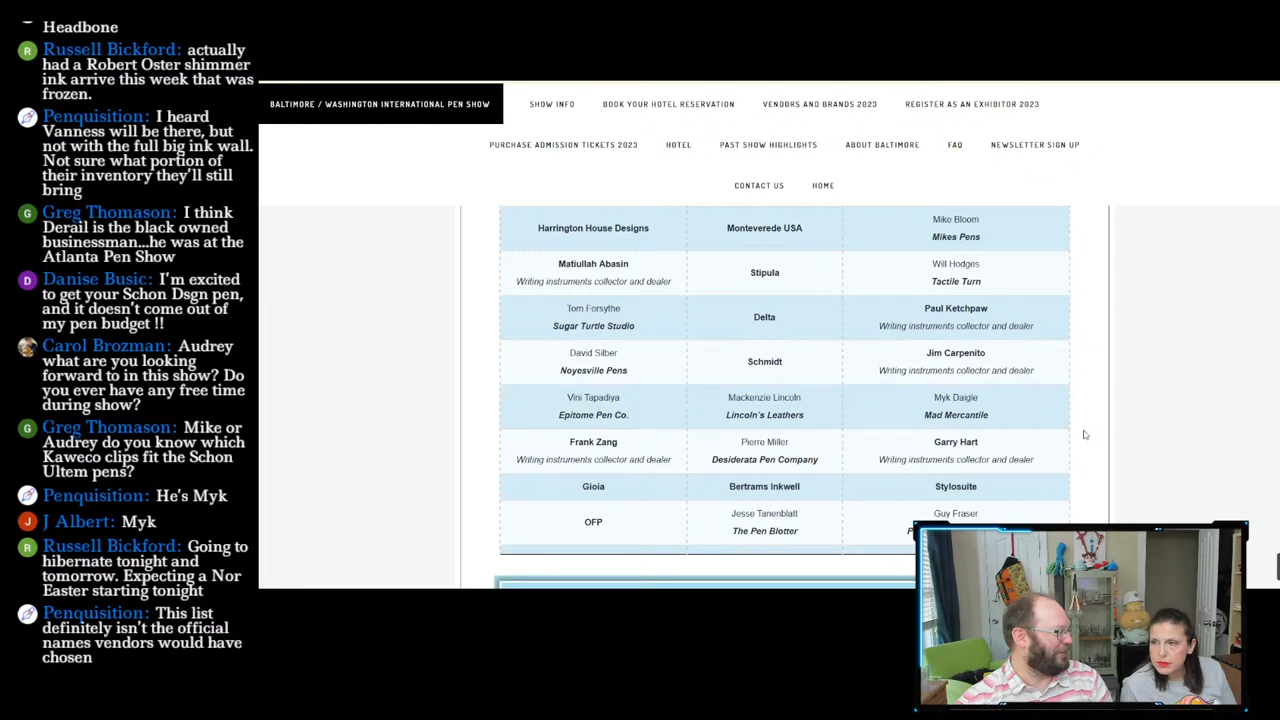 Headbone
Russell Bickford: actually
had a Robert Oster shimmer
ink arrive this week that was
frozen.
Penquisition: I heard
Vanness will be there, but
not with the full big ink wall.
Not sure what portion of
their inventory they'll still
bring
Greg Thomason: I think
Derail is the black owned
businessman...he was at the
Atlanta Pen Show
Danise Busic: I'm excited
to get your Schon Dsgn pen,
and it doesn't come out of
my pen budget !!
Carol Brozman: Audrey
what are you looking
forward to in this show? Do
you ever have any free time
during show?
Greg Thomason: Mike or
Audrey do you know which
Kaweco clips fit the Schon
Ultem pens?
Penquisition: He's Myk
J Albert: Myk
Russell Bickford: Going to
hibernate tonight and
tomorrow. Expecting a Nor
Easter starting tonight
Penquisition: This list
definitely isn't the official
names vendors would have
chosen
R
G
D
G
J
R
BALTIMORE / WASHINGTON INTERNATIONAL PEN SHOW SHOW INFO BOOK YOUR HOTEL RESERVATION VENDORS AND BRANDS 2023 REGISTER AS AN EXHIBITOR 2023
PURCHASE ADMISSION TICKETS 2023 HOTEL PAST SHOW HIGHLIGHTS ABOUT BALTIMORE FAQ NEWSLETTER SIGN UP
CONTACT US HOME
Harrington House Designs
Monteverede USA
Mike Bloom
Mikes Pens
Matiullah Abasin
Writing instruments collector and dealer
Stipula
Will Hodges
Tactile Turn
Tom Forsythe
Sugar Turtle Studio
Delta
Paul Ketchpaw
Writing instruments collector and dealer
David Silber
Noyesville Pens
Schmidt
Jim Carpenito
Writing instruments collector and dealer
Vini Tapadiya
Epitome Pen Co.
Mackenzie Lincoln
Lincoln's Leathers
Myk Daigle
Mad Mercantile
Frank Zang
Writing instruments collector and dealer
Pierre Miller
Desiderata Pen Company
Garry Hart
Writing instruments collector and dealer
Gioia
Bertrams Inkwell
Stylosuite
OFP
Jesse Tanenblatt
The Pen Blotter
Guy Fraser